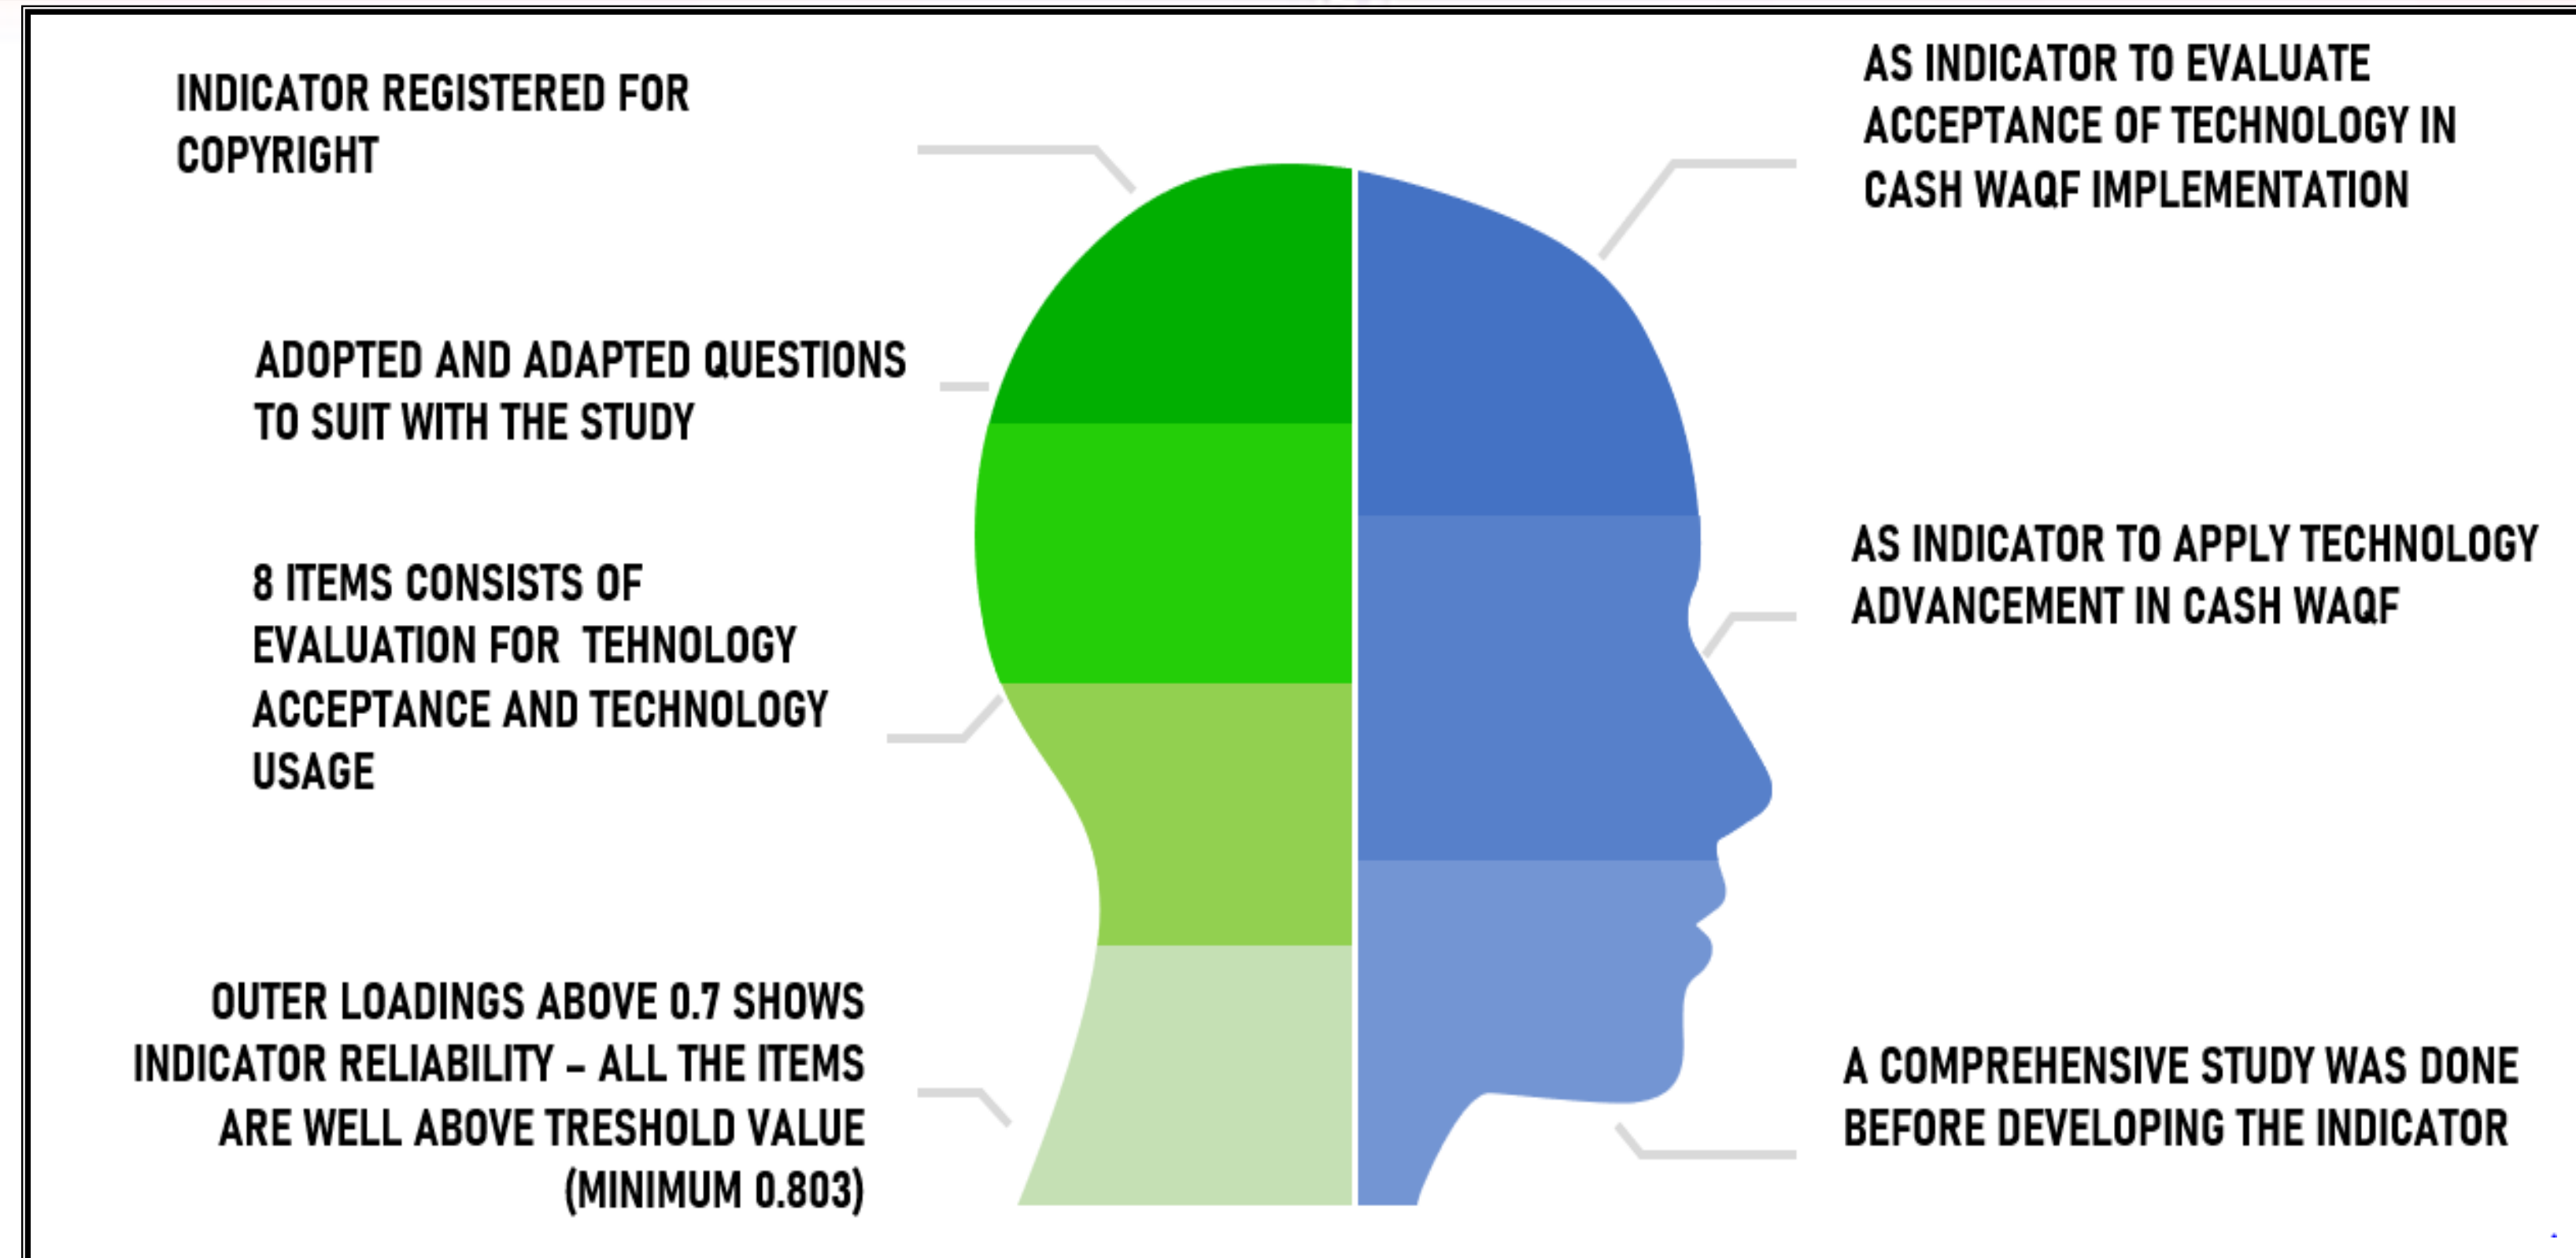 INDICATOR REGISTERED FOR
COPYRIGHT
ADOPTED AND ADAPTED QUESTIONS
TO SUIT WITH THE STUDY
8 ITEMS CONSISTS OF
EVALUATION FOR  TEHNOLOGY
ACCEPTANCE AND TECHNOLOGY
USAGE
OUTER LOADINGS ABOVE 0.7 SHOWS
INDICATOR RELIABILITY – ALL THE ITEMS
ARE WELL ABOVE TRESHOLD VALUE
(MINIMUM 0.803)
AS INDICATOR TO EVALUATE
ACCEPTANCE OF TECHNOLOGY IN
CASH WAQF IMPLEMENTATION
AS INDICATOR TO APPLY TECHNOLOGY
ADVANCEMENT IN CASH WAQF
A COMPREHENSIVE STUDY WAS DONE
BEFORE DEVELOPING THE INDICATOR